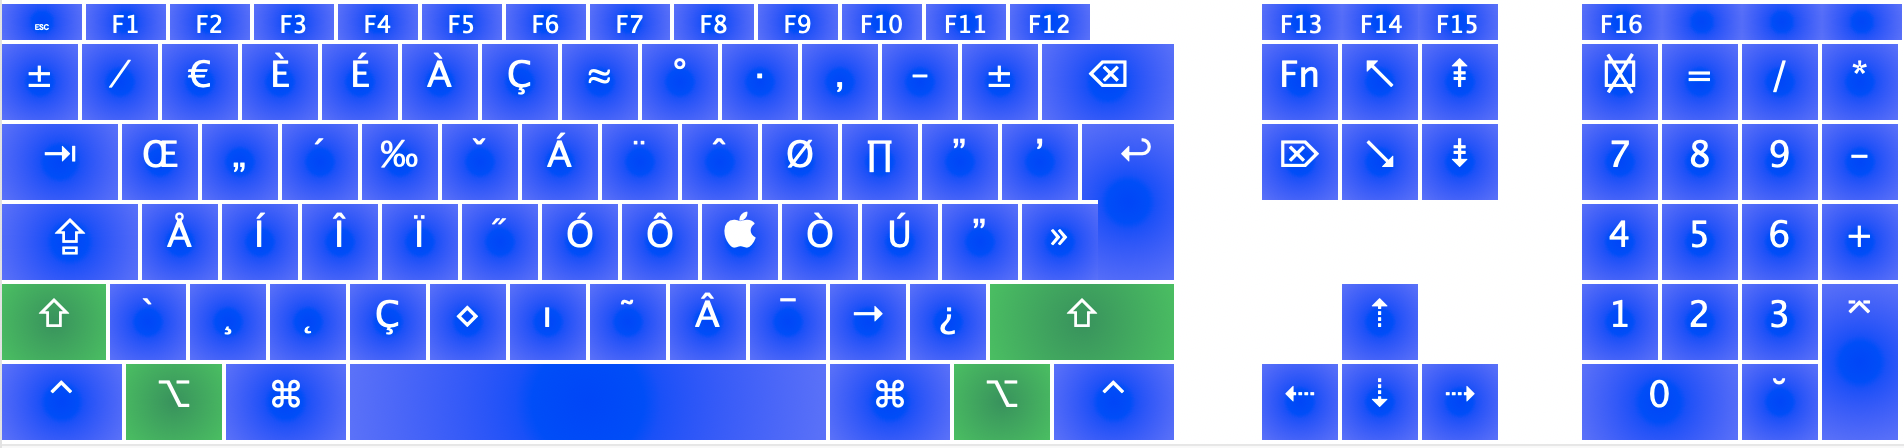 ESC F1 F2 F3 F4 F5 F6 F7 F8 F9 F10 F11 F12 F13 F14 F15 F16
± ⁄ € È É À Ç ≈ ° · , – ± ⌫ Fn ↖ ⇞ = / *
⇥ Œ „ ´ ‰ ˇ Á ¨ ˆ Ø ∏ ” ’ ↩ ⌦ ↘ ⇟ 7 8 9 –
⇪ Å Í Î Ï ˝ Ó Ô  Ò Ú ” » 4 5 6 +
⇧ ` ¸ ˛ Ç ◇ ı ˜ Â ¯ → ¿ ⇧ ⇡ 1 2 3 ⌤
⌃ ⌥ ⌘ ⌘ ⌥ ⌃ ⇠ ⇣ ⇢ 0 ˘